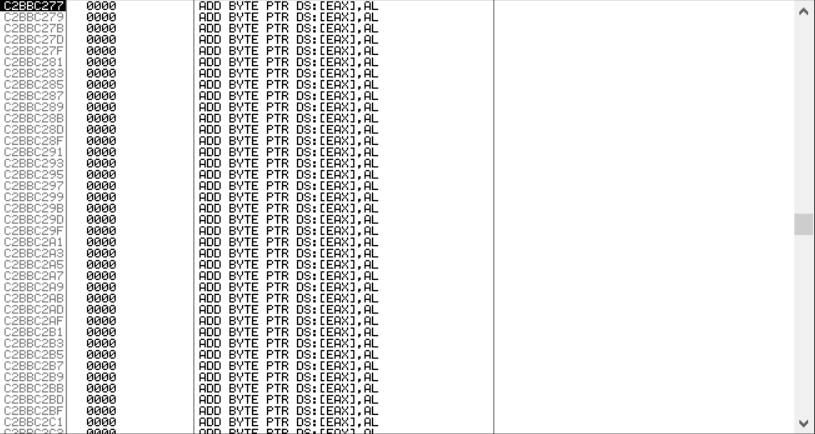 C2BBC277 0000 ADD BYTE PTR DS:[EAX],AL
C2BBC279 0000 ADD BYTE PTR DS:[EAX],AL
C2BBC27B 0000 ADD BYTE PTR DS:[EAX],AL
C2BBC27D 0000 ADD BYTE PTR DS:[EAX],AL
C2BBC27F 0000 ADD BYTE PTR DS:[EAX],AL
C2BBC281 0000 ADD BYTE PTR DS:[EAX],AL
C2BBC283 0000 ADD BYTE PTR DS:[EAX],AL
C2BBC285 0000 ADD BYTE PTR DS:[EAX],AL
C2BBC287 0000 ADD BYTE PTR DS:[EAX],AL
C2BBC289 0000 ADD BYTE PTR DS:[EAX],AL
C2BBC28B 0000 ADD BYTE PTR DS:[EAX],AL
C2BBC28D 0000 ADD BYTE PTR DS:[EAX],AL
C2BBC28F 0000 ADD BYTE PTR DS:[EAX],AL
C2BBC291 0000 ADD BYTE PTR DS:[EAX],AL
C2BBC293 0000 ADD BYTE PTR DS:[EAX],AL
C2BBC295 0000 ADD BYTE PTR DS:[EAX],AL
C2BBC297 0000 ADD BYTE PTR DS:[EAX],AL
C2BBC299 0000 ADD BYTE PTR DS:[EAX],AL
C2BBC29B 0000 ADD BYTE PTR DS:[EAX],AL
C2BBC29D 0000 ADD BYTE PTR DS:[EAX],AL
C2BBC29F 0000 ADD BYTE PTR DS:[EAX],AL
C2BBC2A1 0000 ADD BYTE PTR DS:[EAX],AL
C2BBC2A3 0000 ADD BYTE PTR DS:[EAX],AL
C2BBC2A5 0000 ADD BYTE PTR DS:[EAX],AL
C2BBC2A7 0000 ADD BYTE PTR DS:[EAX],AL
C2BBC2A9 0000 ADD BYTE PTR DS:[EAX],AL
C2BBC2AB 0000 ADD BYTE PTR DS:[EAX],AL
C2BBC2AD 0000 ADD BYTE PTR DS:[EAX],AL
C2BBC2AF 0000 ADD BYTE PTR DS:[EAX],AL
C2BBC2B1 0000 ADD BYTE PTR DS:[EAX],AL
C2BBC2B3 0000 ADD BYTE PTR DS:[EAX],AL
C2BBC2B5 0000 ADD BYTE PTR DS:[EAX],AL
C2BBC2B7 0000 ADD BYTE PTR DS:[EAX],AL
C2BBC2B9 0000 ADD BYTE PTR DS:[EAX],AL
C2BBC2BB 0000 ADD BYTE PTR DS:[EAX],AL
C2BBC2BD 0000 ADD BYTE PTR DS:[EAX],AL
C2BBC2BF 0000 ADD BYTE PTR DS:[EAX],AL
C2BBC2C1 0000 ADD BYTE PTR DS:[EAX],AL